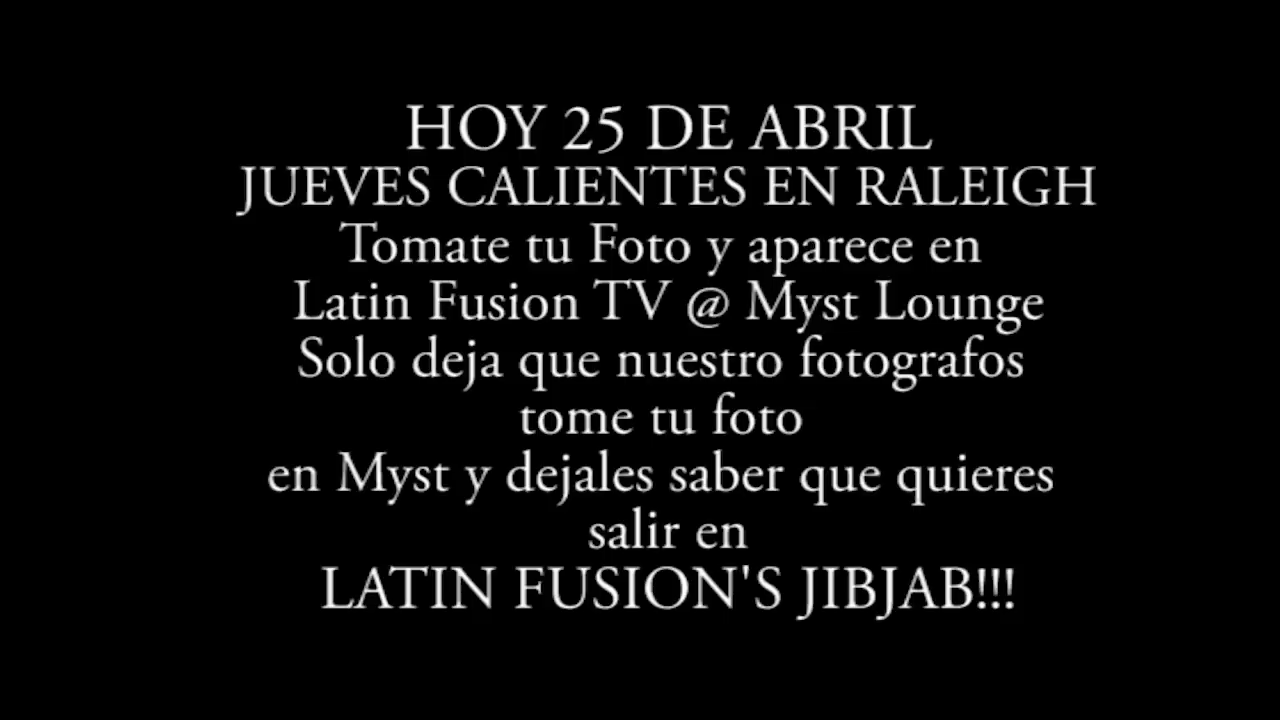 HOY 25 DE ABRIL
JUEVES CALIENTES EN RALEIGH
Tomate tu Foto y aparece en
Latin Fusion TV @ Myst Lounge
Solo deja que nuestro fotografos
tome tu foto
en Myst y dejales saber que quieres
salir en
LATIN FUSION'S JIBJAB!!!